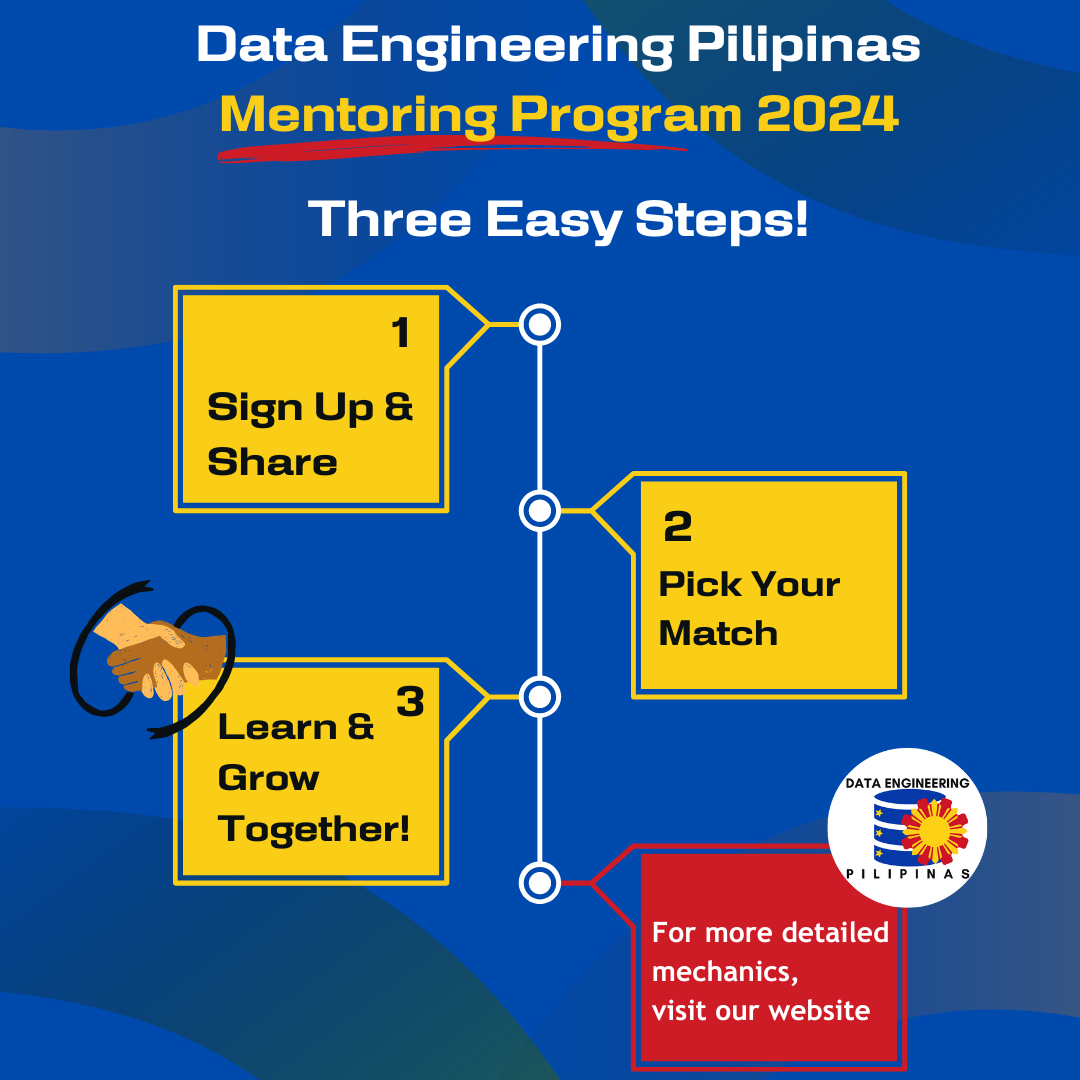 Data Engineering Pilipinas
Mentoring Program 2024
Three Easy Steps!
1
Sign Up &
Share
2
Pick Your
Match
3
Learn &
Grow
Together!
DATA ENGINEERING
PILIPINAS
For more detailed
mechanics,
visit our website